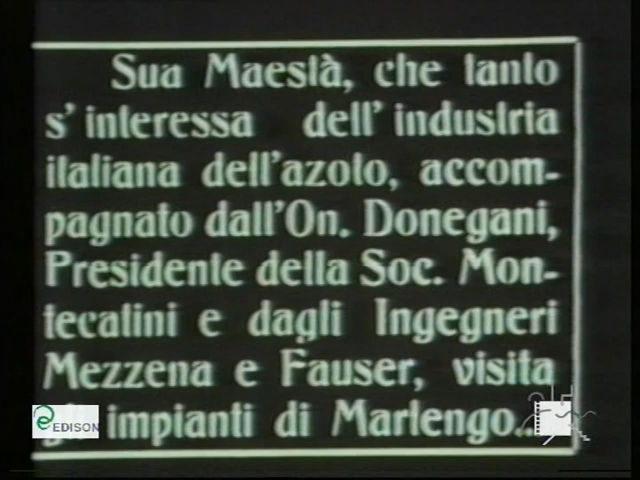 Sua Maestà, che tanto
s' interessa dell' industria
italiana dell'azoto, accom-
pagnato dall'On. Donegani,
Presidente della Soc. Mon-
tecatini e dagli Ingegneri
Mezzena e Fauser, visita
gli impianti di Marlengo...
EDISON